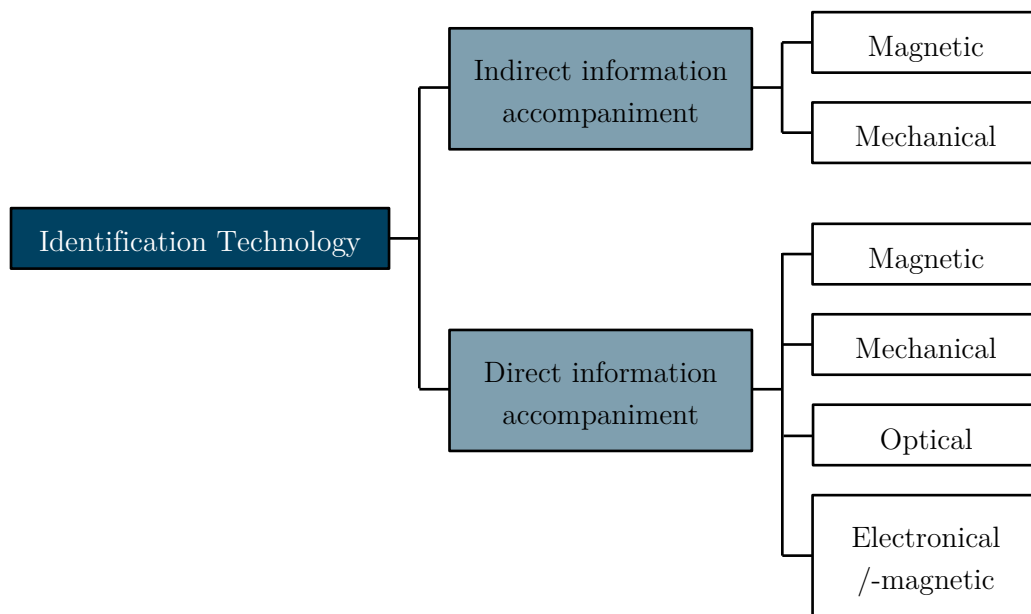 Identification Technology
Indirect information
accompaniment
Magnetic
Mechanical
Direct information
accompaniment
Magnetic
Mechanical
Optical
Electronical
/-magnetic